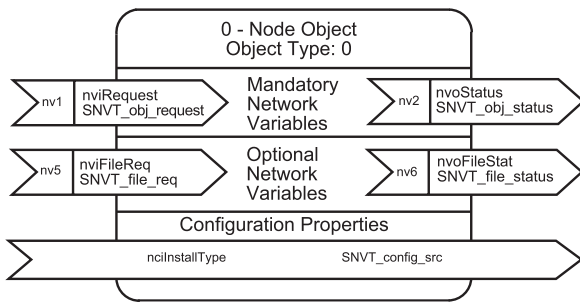 0 - Node Object
Object Type: 0
nv1
nviRequest
SNVT_obj_request
Mandatory
Network
Variables
nv2
nvoStatus
SNVT_obj_status
nv5
nviFileReq
SNVT_file_req
Optional
Network
Variables
nv6
nvoFileStat
SNVT_file_status
Configuration Properties
nciInstallType SNVT_config_src